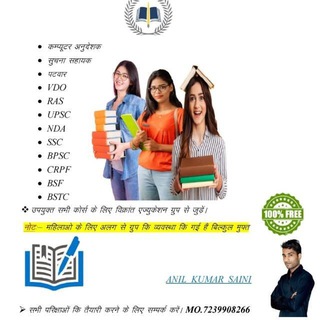 कम्प्यूटर अनुदेशक
सुचना सहायक
पटवार
VDO
RAS
UPSC
NDA
SSC
BPSC
CRPF
BSF
BSTC
उपयुक्त सभी कोर्स के लिए विक्रांत एज्युकेशन ग्रुप से जुड़ें।
100% FREE
नोट:– महिलाओ के लिए अलग से ग्रुप कि व्यवस्था कि गई है बिल्कुल मुफ्त
ANIL KUMAR SAINI
सभी परिक्षाओ कि तैयारी करने के लिए सम्पर्क करें। MO.7239908266